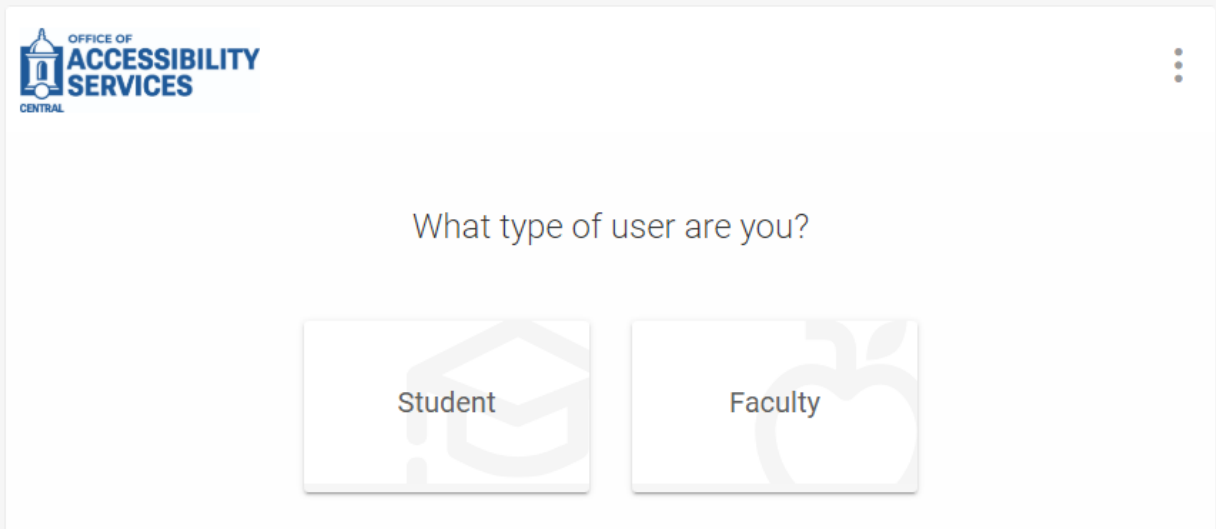 OFFICE OF
ACCESSIBILITY
SERVICES
CENTRAL
What type of user are you?
Student
Faculty